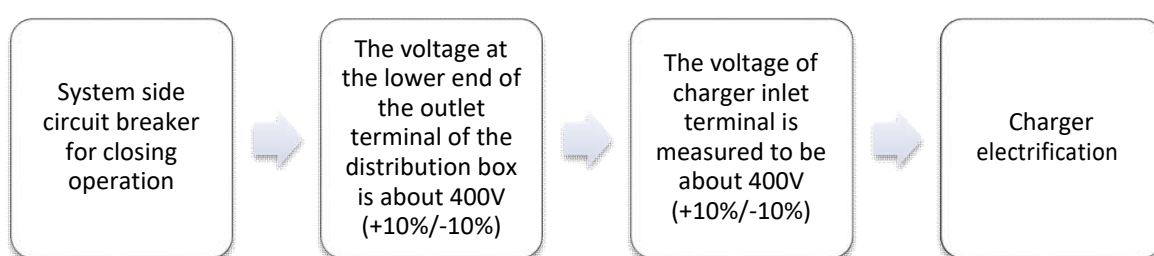 System side
circuit breaker
for closing
operation
The voltage at
the lower end of
the outlet
terminal of the
distribution box
is about 400V
(+10%/-10%)
The voltage of
charger inlet
terminal is
measured to be
about 400V
(+10%/-10%)
Charger
electrification